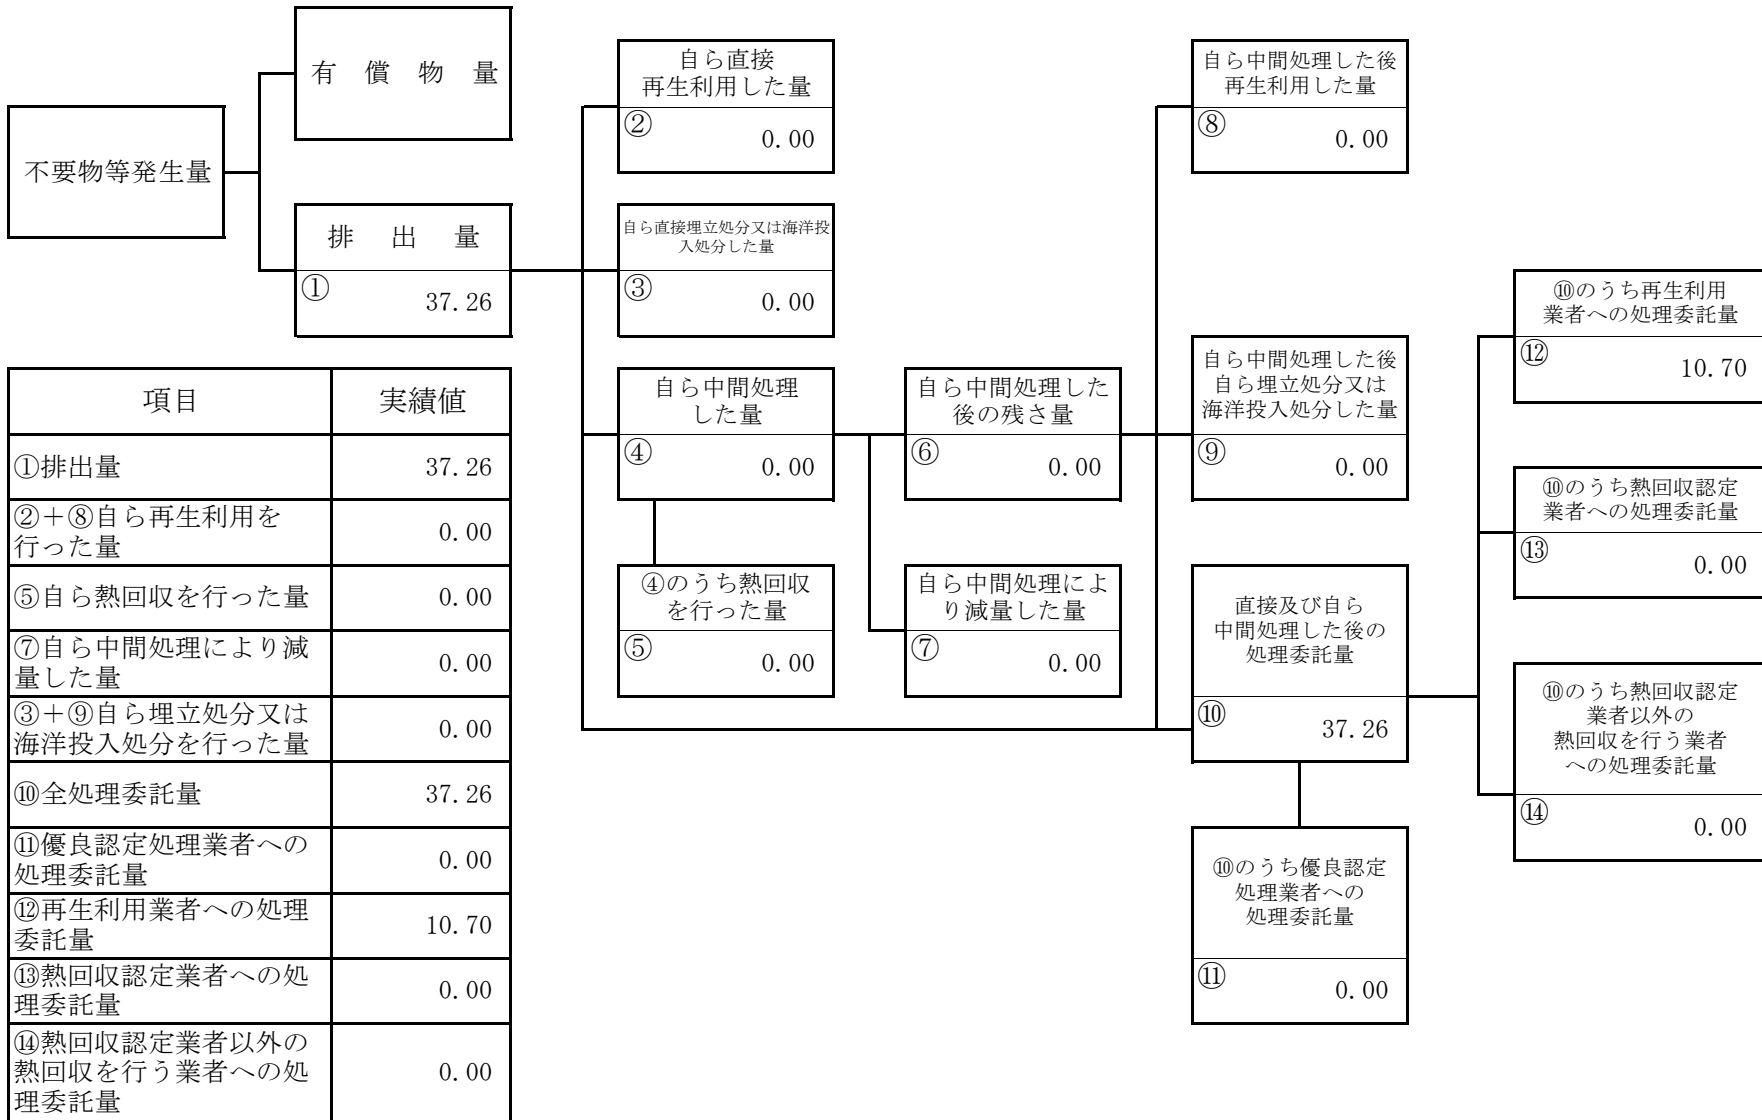 有 償 物 量
不要物等発生量
排 出 量
①
37.26
自ら直接
再生利用した量
②
0.00
自ら直接埋立処分又は海洋投
入処分した量
③
0.00
自ら中間処理
した量
④
0.00
④のうち熱回収
を行った量
⑤
0.00
自ら中間処理した
後の残さ量
⑥
0.00
自ら中間処理によ
り減量した量
⑦
0.00
自ら中間処理した後
再生利用した量
⑧
0.00
自ら中間処理した後
自ら埋立処分又は
海洋投入処分した量
⑨
0.00
直接及び自ら
中間処理した後の
処理委託量
⑩
37.26
⑩のうち優良認定
処理業者への
処理委託量
⑪
0.00
⑩のうち再生利用
業者への処理委託量
⑫
10.70
⑩のうち熱回収認定
業者への処理委託量
⑬
0.00
⑩のうち熱回収認定
業者以外の
熱回収を行う業者
への処理委託量
⑭
0.00
項目 実績値
①排出量 37.26
②＋⑧自ら再生利用を
行った量 0.00
⑤自ら熱回収を行った量 0.00
⑦自ら中間処理により減
量した量 0.00
③＋⑨自ら埋立処分又は
海洋投入処分を行った量 0.00
⑩全処理委託量 37.26
⑪優良認定処理業者への
処理委託量 0.00
⑫再生利用業者への処理
委託量 10.70
⑬熱回収認定業者への処
理委託量 0.00
⑭熱回収認定業者以外の
熱回収を行う業者への処
理委託量 0.00